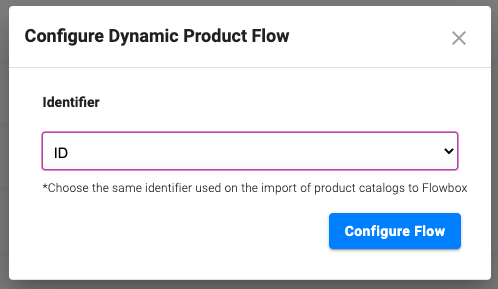 Configure Dynamic Product Flow
Identifier
ID
*Choose the same identifier used on the import of product catalogs to Flowbox
Configure Flow